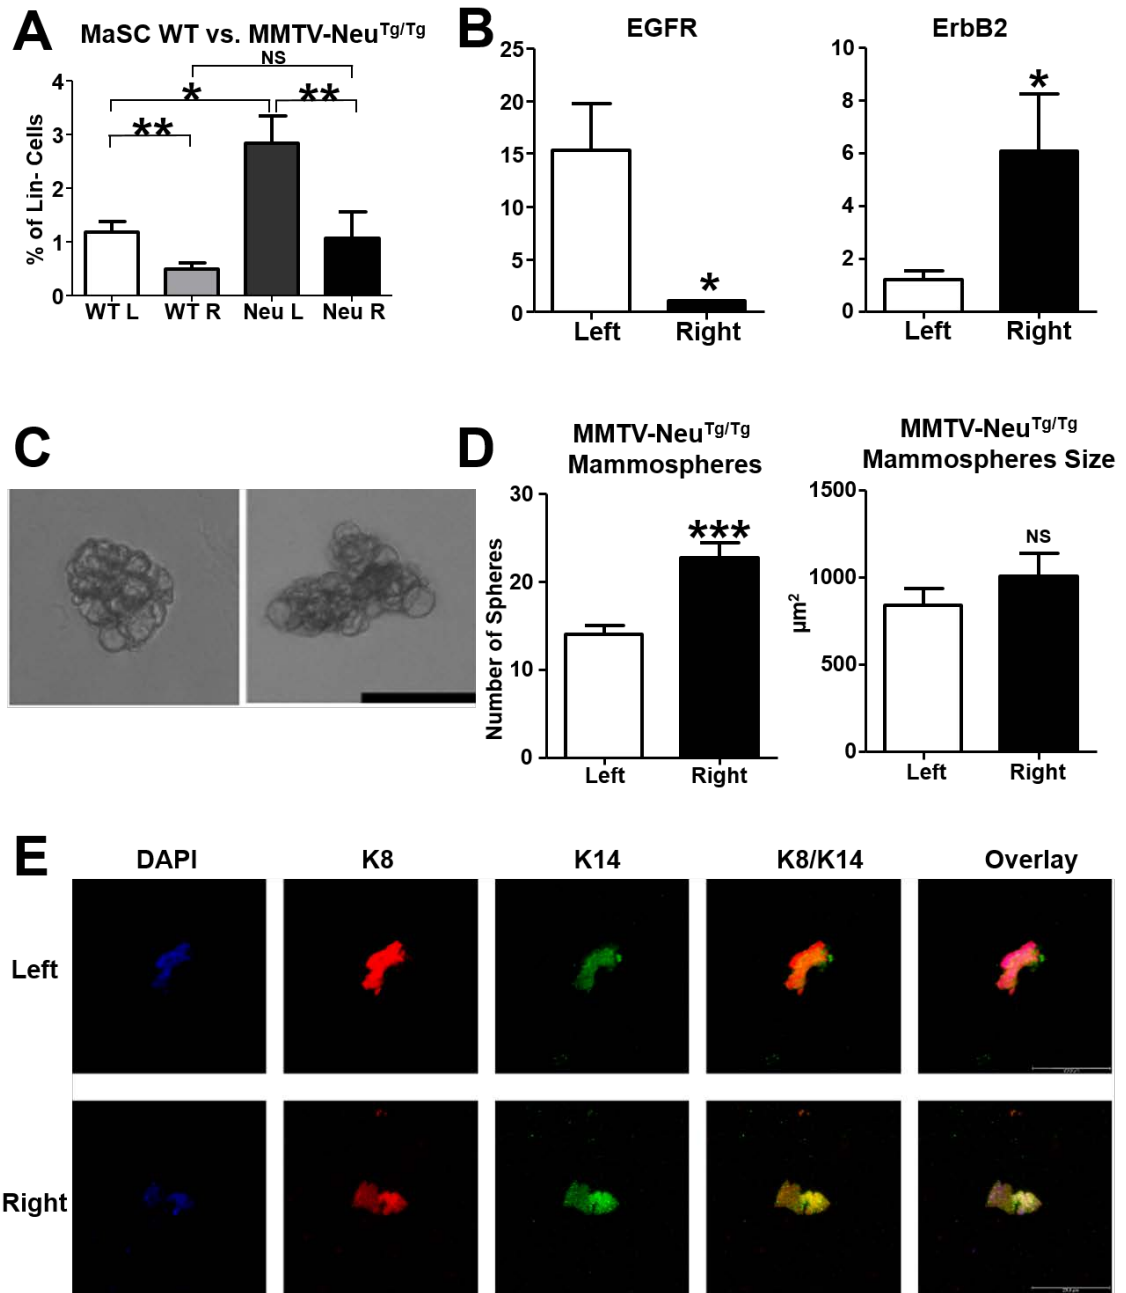 A
MaSC WT vs. MMTV-NeuTg/Tg
NS
*
**
**
4
3
2
1
0
% of Lin- Cells
WT L WT R Neu L Neu R
B
EGFR
25
20
15
10
5
0
*
Left Right
ErbB2
10
8
6
4
2
0
*
Left Right
C
D
MMTV-NeuTg/Tg
Mammospheres
30
20
10
0
Number of Spheres
***
Left Right
MMTV-NeuTg/Tg
Mammospheres Size
1500
1000
500
0
µm2
NS
Left Right
E
DAPI K8 K14 K8/K14 Overlay
Left
Right